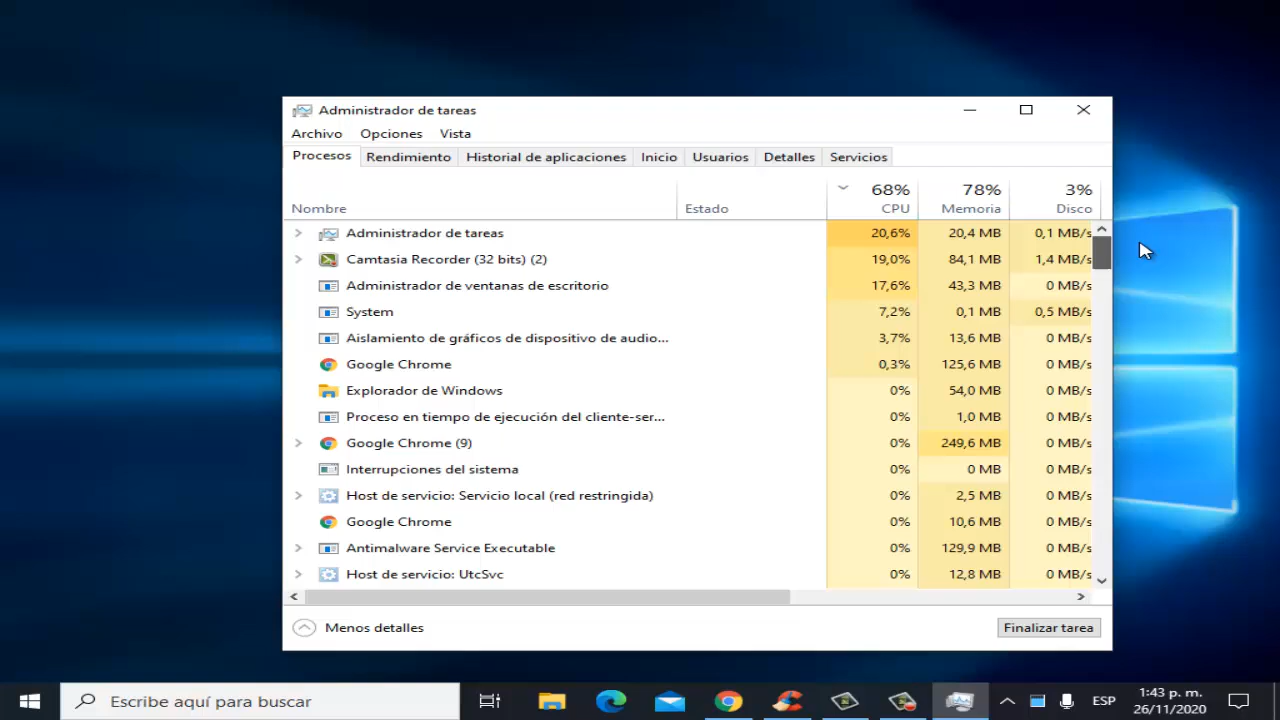 Administrador de tareas
Archivo Opciones Vista
Procesos Rendimiento Historial de aplicaciones Inicio Usuarios Detalles Servicios
68% 78% 3%
Nombre Estado CPU Memoria Disco
Administrador de tareas 20,6% 20,4 MB 0,1 MB/s
Camtasia Recorder (32 bits) (2) 19,0% 84,1 MB 1,4 MB/s
Administrador de ventanas de escritorio 17,6% 43,3 MB 0 MB/s
System 7,2% 0,1 MB 0,5 MB/s
Aislamiento de gráficos de dispositivo de audio... 3,7% 13,6 MB 0 MB/s
Google Chrome 0,3% 125,6 MB 0 MB/s
Explorador de Windows 0% 54,0 MB 0 MB/s
Proceso en tiempo de ejecución del cliente-ser... 0% 1,0 MB 0 MB/s
Google Chrome (9) 0% 249,6 MB 0 MB/s
Interrupciones del sistema 0% 0 MB 0 MB/s
Host de servicio: Servicio local (red restringida) 0% 2,5 MB 0 MB/s
Google Chrome 0% 10,6 MB 0 MB/s
Antimalware Service Executable 0% 129,9 MB 0 MB/s
Host de servicio: UtcSvc 0% 12,8 MB 0 MB/s
Menos detalles Finalizar tarea
Escribe aquí para buscar ESP 1:43 p. m.
26/11/2020